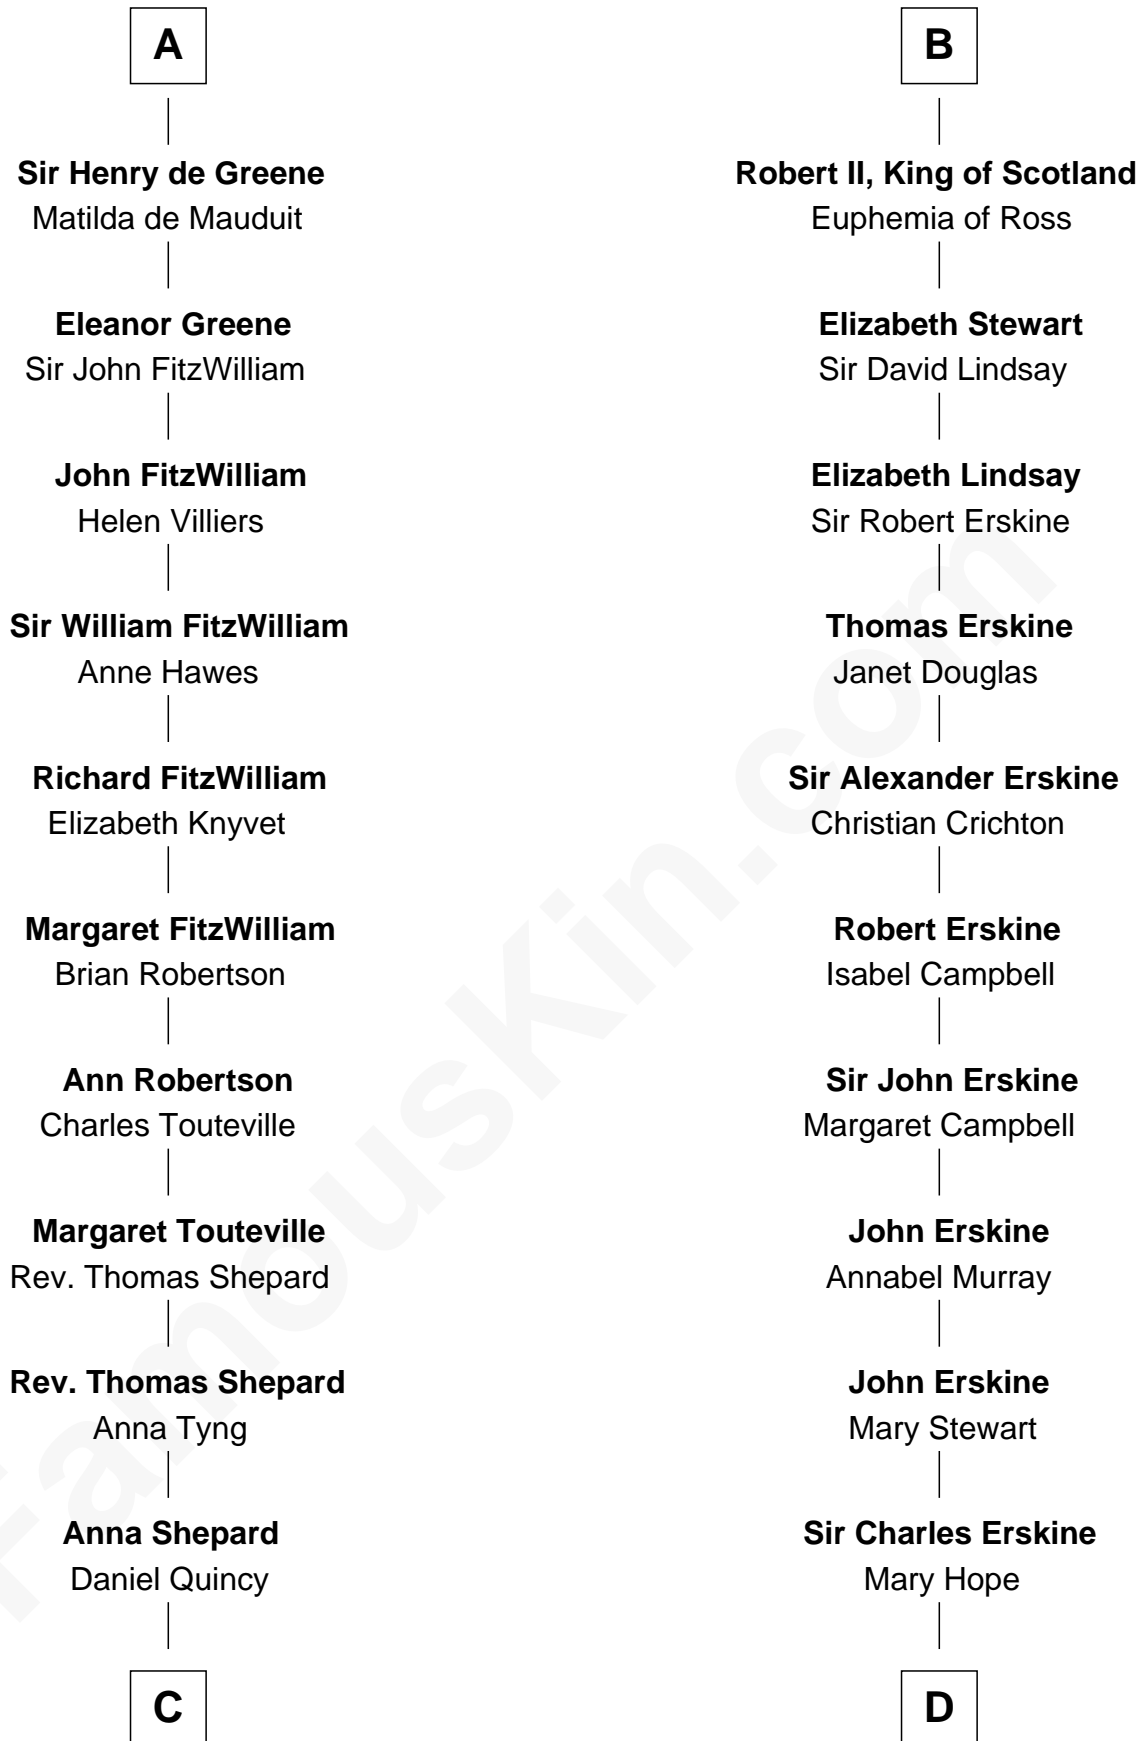 A
Sir Henry de Greene
Matilda de Mauduit
Eleanor Greene
Sir John FitzWilliam
John FitzWilliam
Helen Villiers
Sir William FitzWilliam
Anne Hawes
Richard FitzWilliam
Elizabeth Knyvet
Margaret FitzWilliam
Brian Robertson
Ann Robertson
Charles Touteville
Margaret Touteville
Rev. Thomas Shepard
Rev. Thomas Shepard
Anna Tyng
Anna Shepard
Daniel Quincy
C
B
Robert II, King of Scotland
Euphemia of Ross
Elizabeth Stewart
Sir David Lindsay
Elizabeth Lindsay
Sir Robert Erskine
Thomas Erskine
Janet Douglas
Sir Alexander Erskine
Christian Crichton
Robert Erskine
Isabel Campbell
Sir John Erskine
Margaret Campbell
John Erskine
Annabel Murray
John Erskine
Mary Stewart
Sir Charles Erskine
Mary Hope
D
FamousKin.com